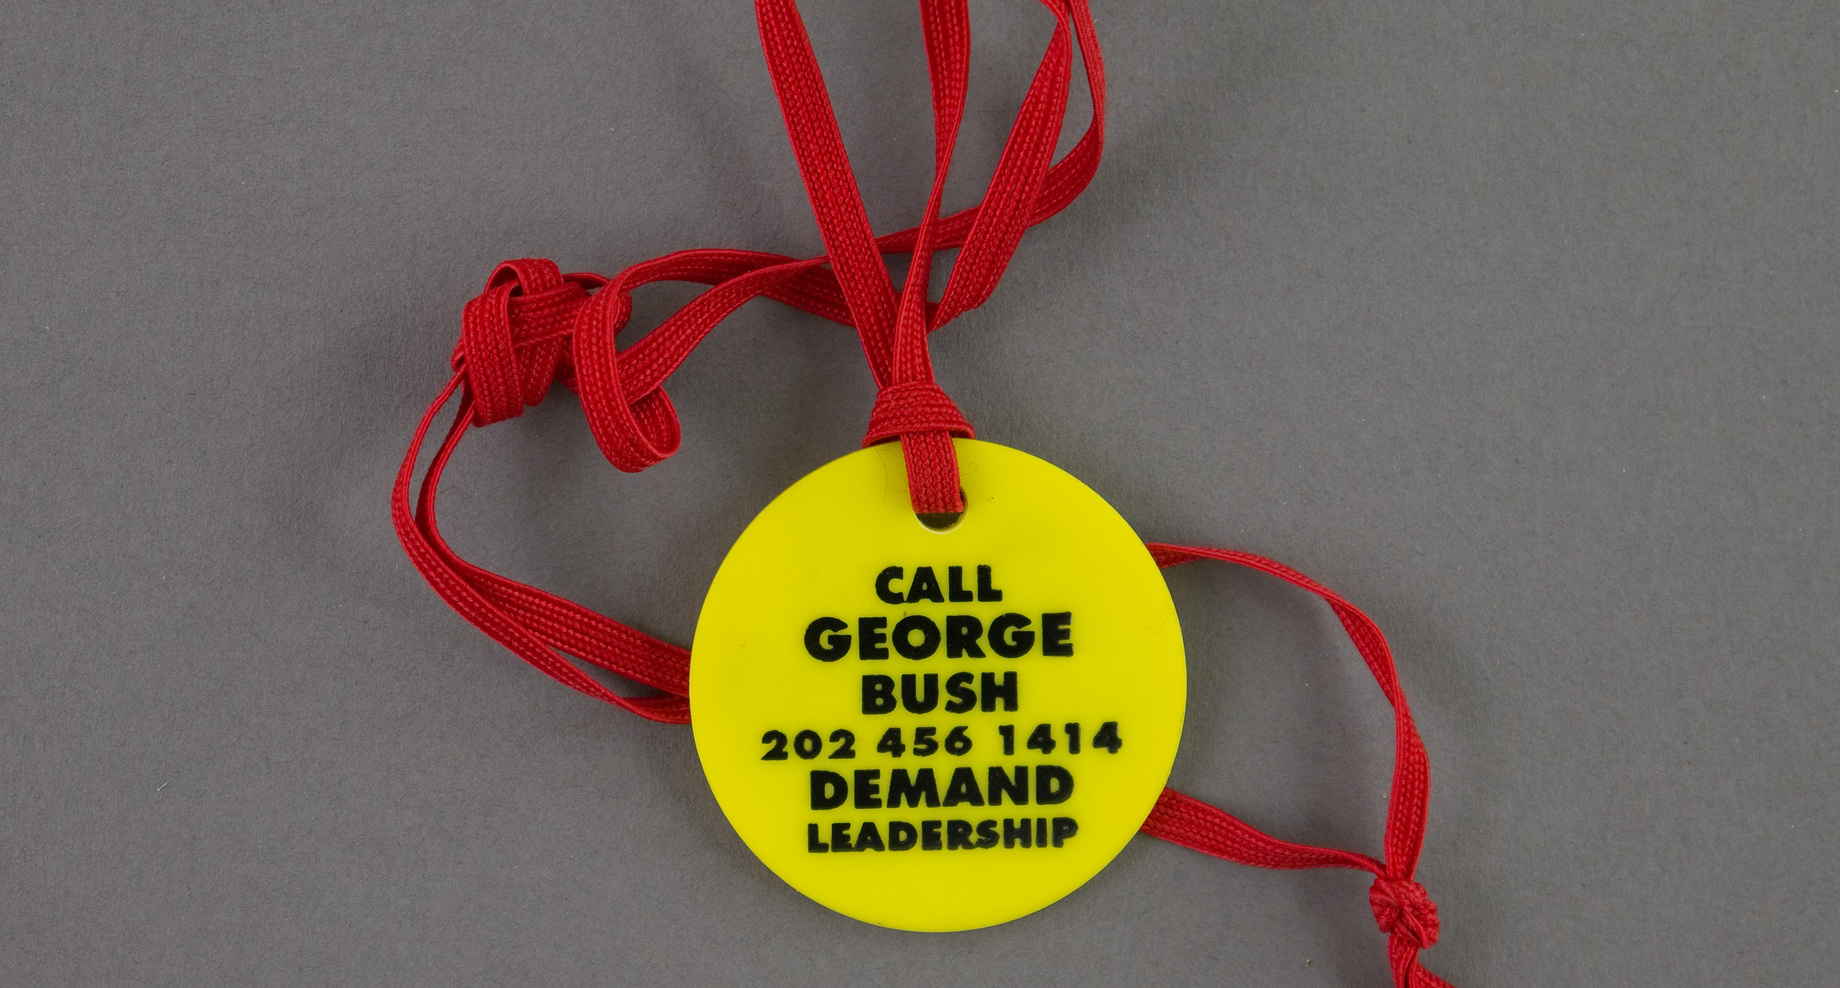 CALL
GEORGE
BUSH
202 456 1414
DEMAND
LEADERSHIP